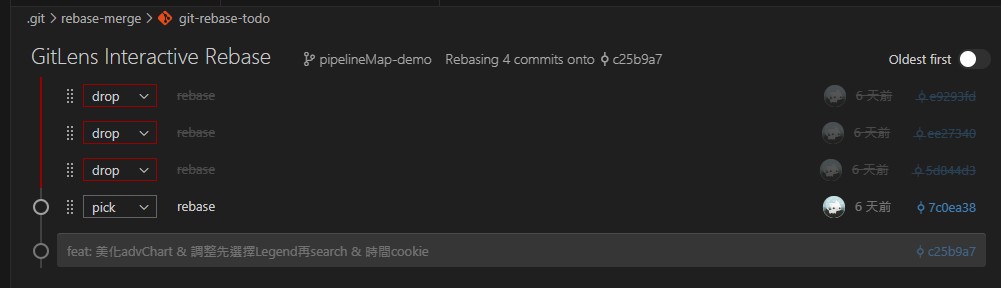 .git > rebase-merge > git-rebase-todo
GitLens Interactive Rebase pipelineMap-demo Rebasing 4 commits onto c25b9a7 Oldest first
drop rebase 6 天前 e9293fd
drop rebase 6 天前 ee27340
drop rebase 6 天前 5d844d3
pick rebase 6 天前 7c0ea38
feat: 美化advChart & 調整先選擇Legend再search & 時間cookie c25b9a7